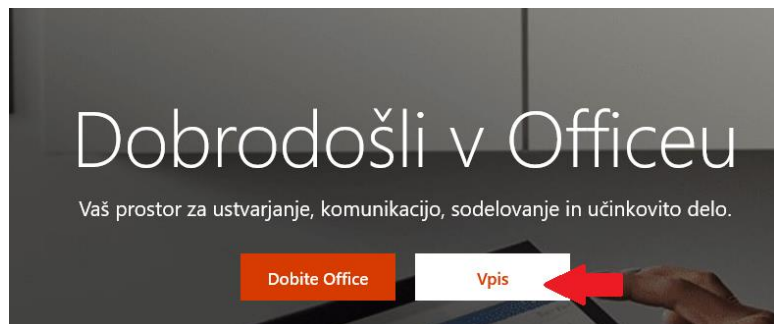 Dobrodošli v Officeu
Vaš prostor za ustvarjanje, komunikacijo, sodelovanje in učinkovito delo.
Dobite Office
Vpis